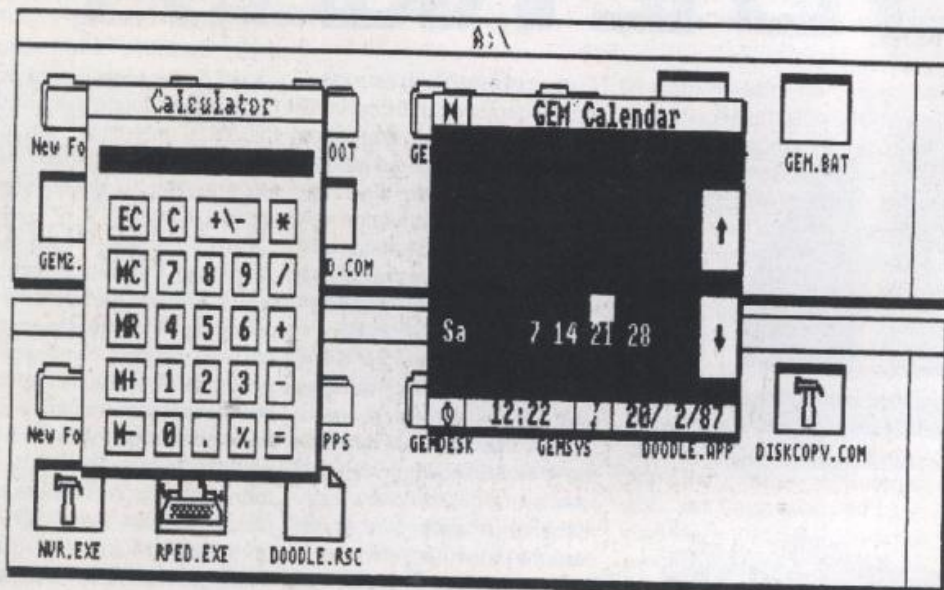 A:\
Calculator
GEM Calendar
New Fo
OOT
GE
GEM.BAT
EC C +\- *
GEM2.
D.COM
MC 7 8 9 /
MR 4 5 6 +
Sa 7 14 21 28
M+ 1 2 3 -
12:22 20/ 2/87
M- 0 . % =
New Fo
PPS
GEMDESK
GEMSYS
DOODLE.APP
DISKCOPY.COM
NVR.EXE
RPED.EXE
DOODLE.RSC